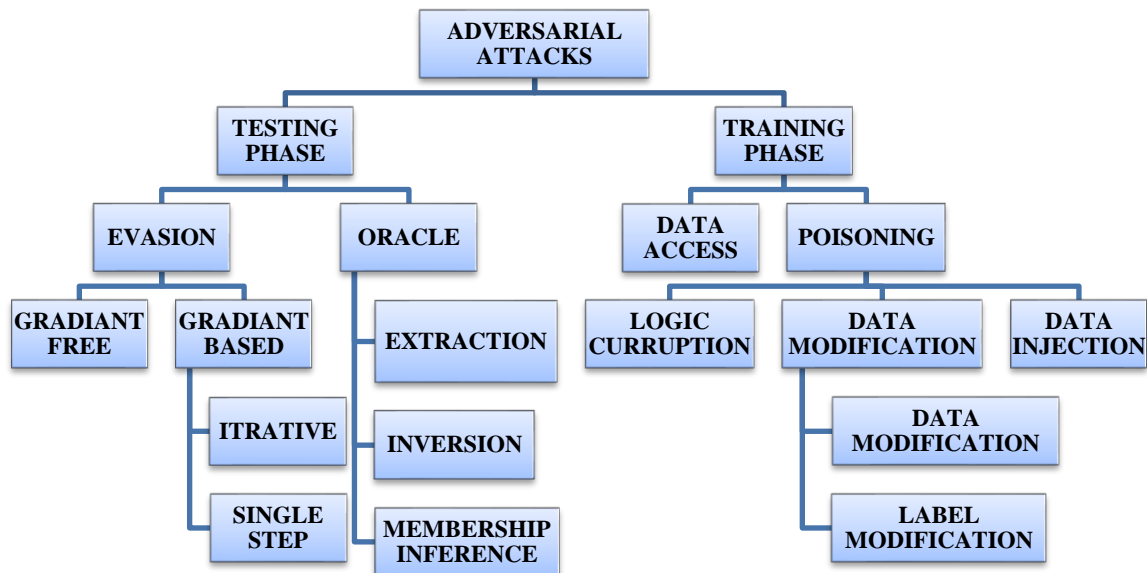 ADVERSARIAL
ATTACKS
TESTING
PHASE
TRAINING
PHASE
EVASION
ORACLE
DATA
ACCESS
POISONING
GRADIANT
FREE
GRADIANT
BASED
EXTRACTION
LOGIC
CURRUPTION
DATA
MODIFICATION
DATA
INJECTION
ITRATIVE
INVERSION
DATA
MODIFICATION
SINGLE
STEP
MEMBERSHIP
INFERENCE
LABEL
MODIFICATION